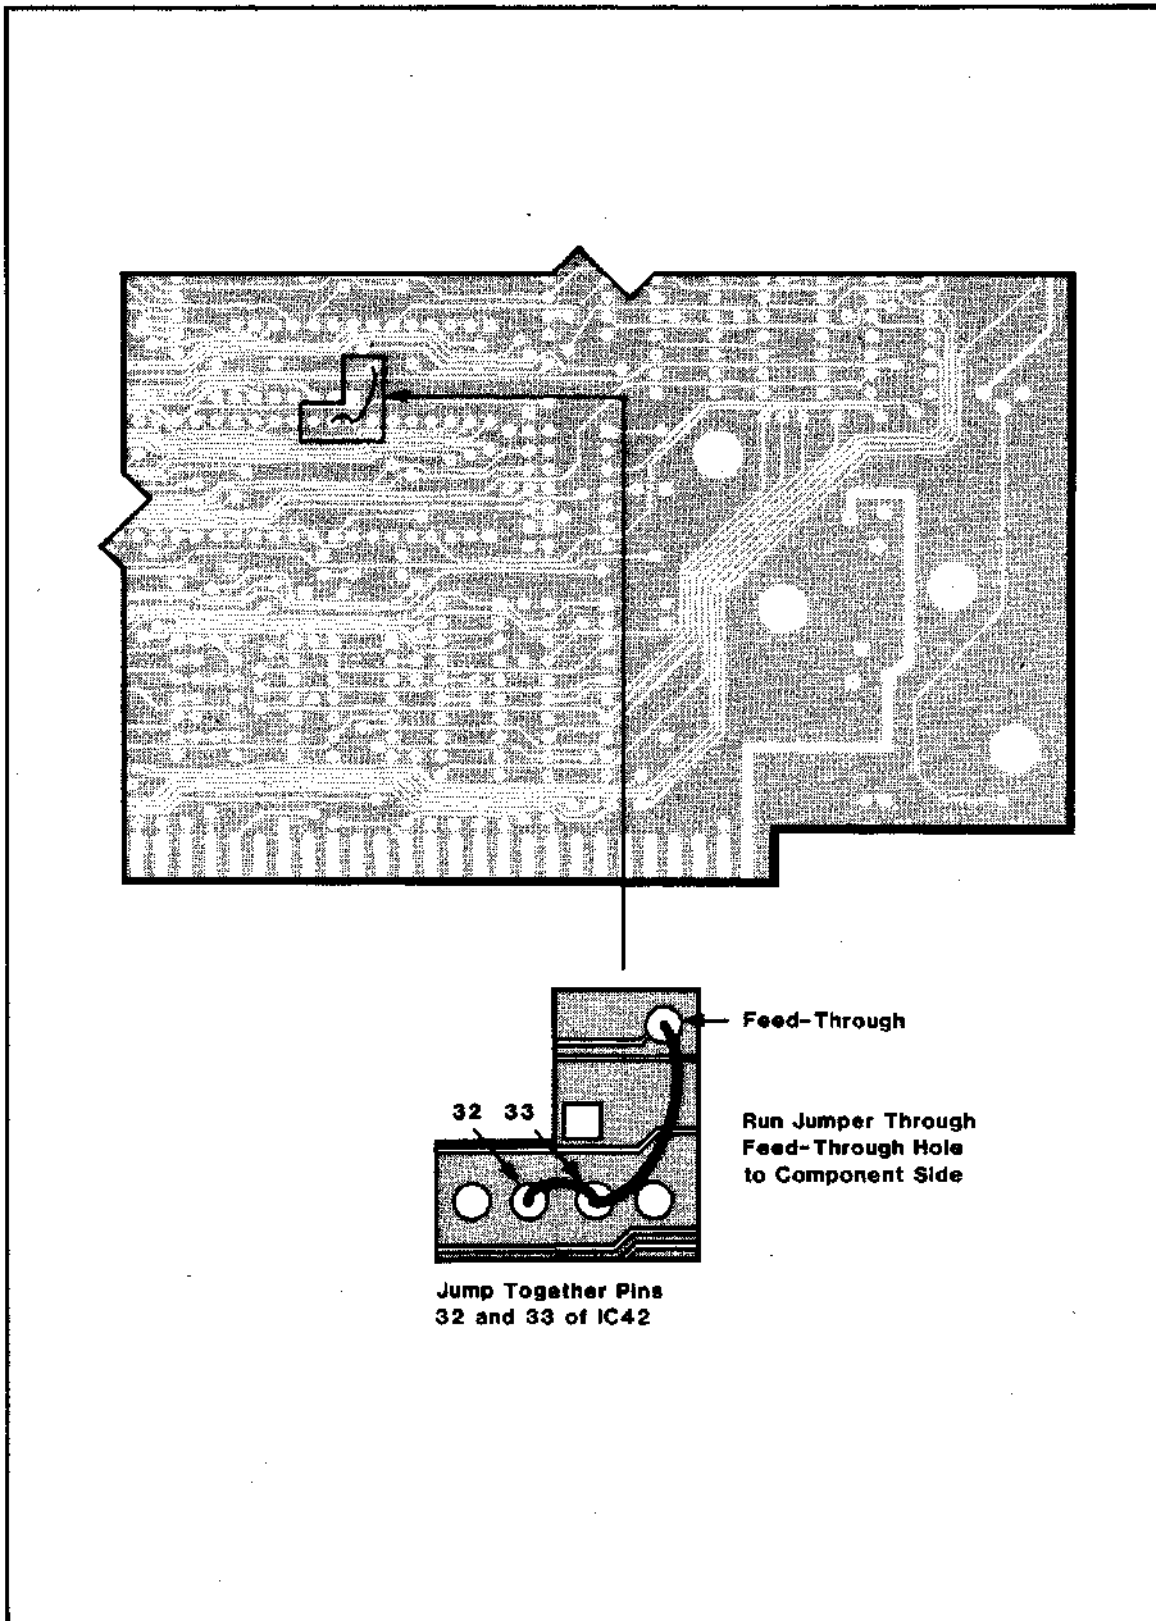 Feed-Through
32 33
Run Jumper Through
Feed-Through Hole
to Component Side
Jump Together Pins
32 and 33 of IC42